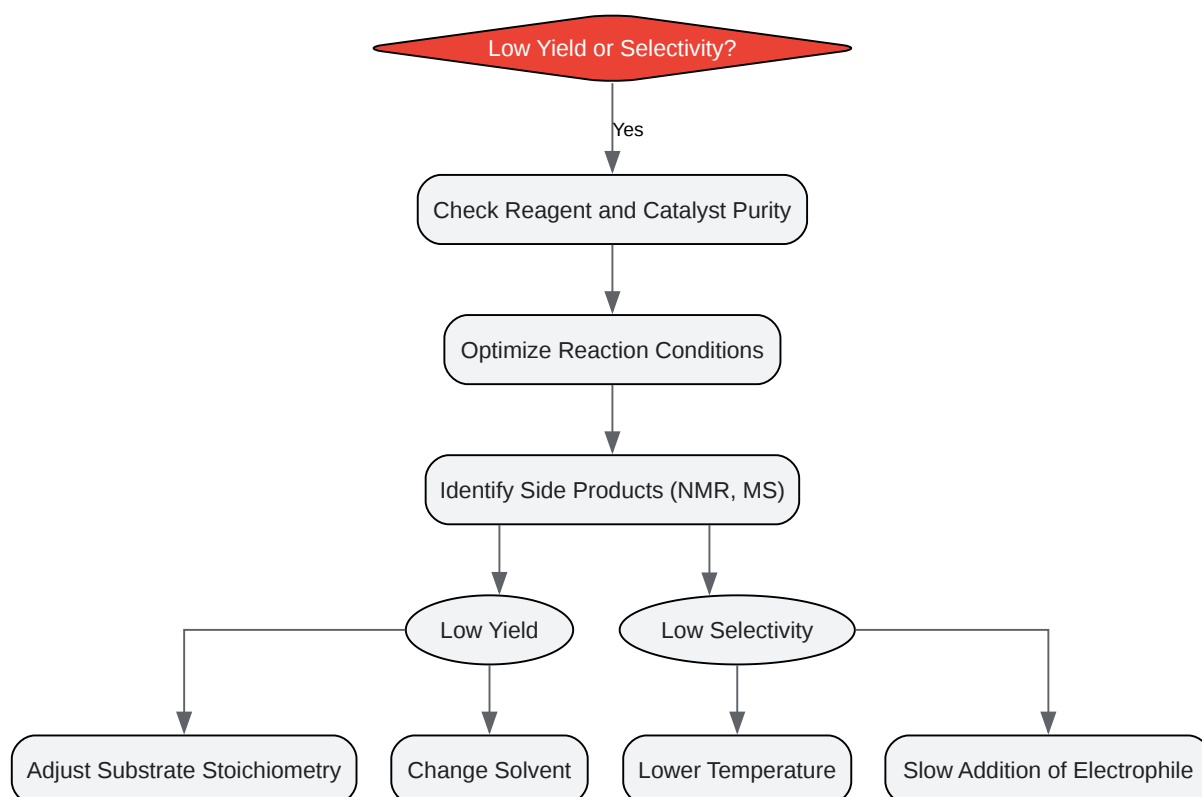 Low Yield or Selectivity?
Yes
Check Reagent and Catalyst Purity
Optimize Reaction Conditions
Identify Side Products (NMR, MS)
Low Yield
Low Selectivity
Adjust Substrate Stoichiometry
Change Solvent
Lower Temperature
Slow Addition of Electrophile